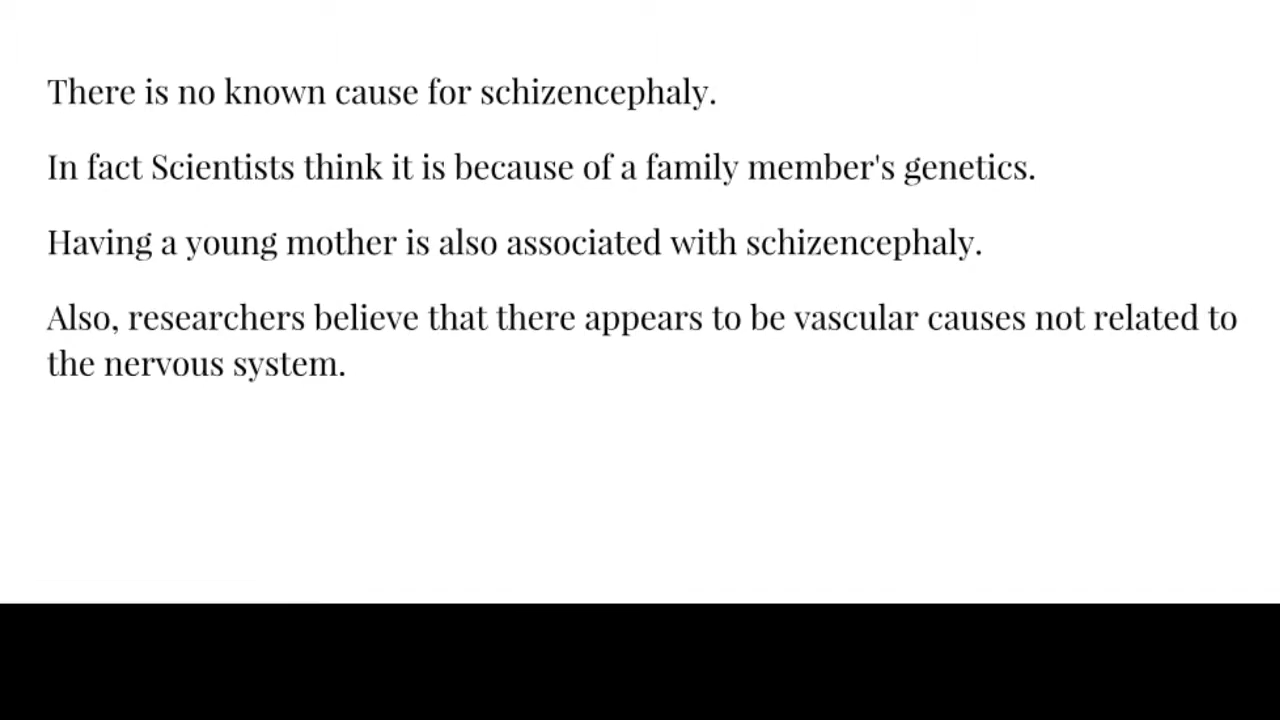 There is no known cause for schizencephaly.
In fact Scientists think it is because of a family member's genetics.
Having a young mother is also associated with schizencephaly.
Also, researchers believe that there appears to be vascular causes not related to
the nervous system.